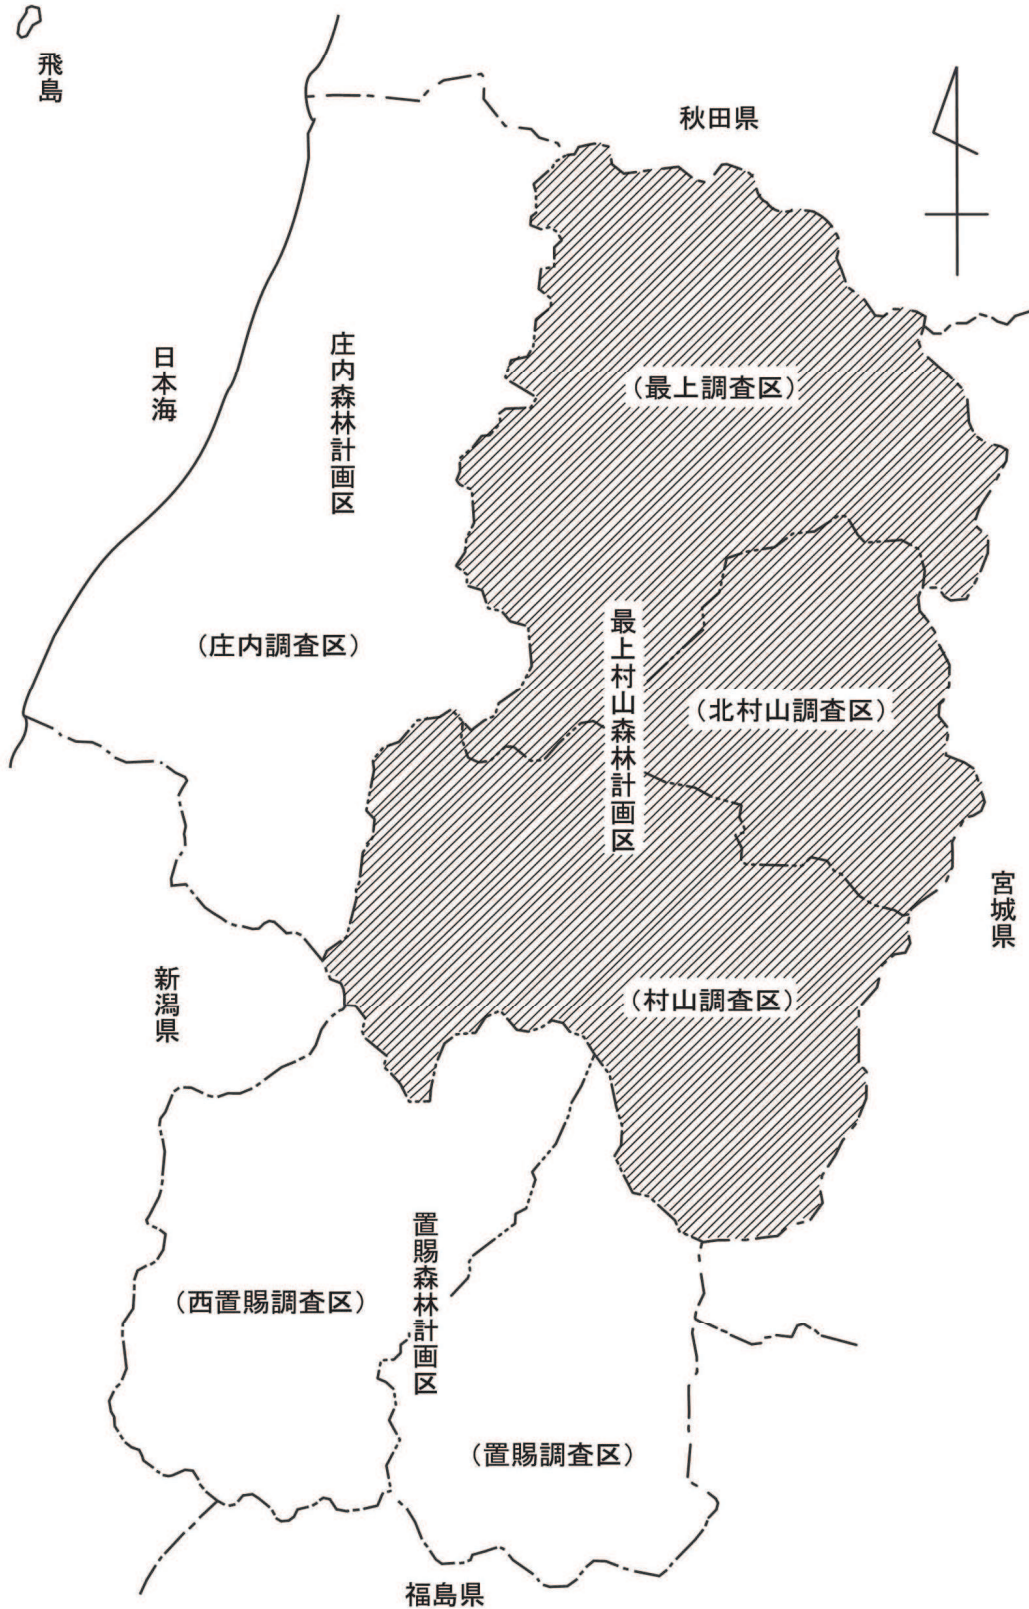 飛島
秋田県
日本海
庄内森林計画区
（最上調査区）
（庄内調査区）
最上村山森林計画区
（北村山調査区）
宮城県
新潟県
（村山調査区）
置賜森林計画区
（西置賜調査区）
（置賜調査区）
福島県